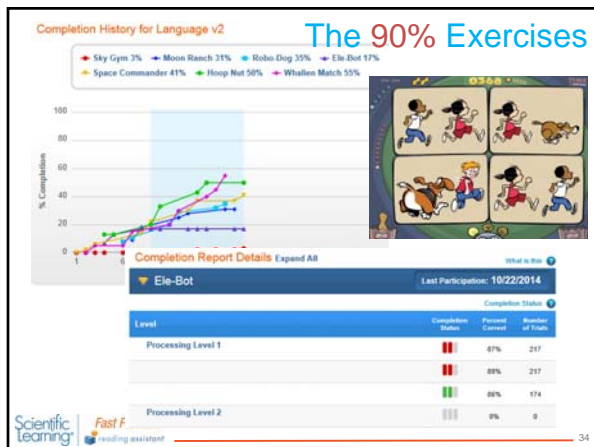 Completion History for Language v2
The 90% Exercises
Sky Gym 3% Moon Ranch 31% Robo-Dog 35% Ele-Bot 17%
Space Commander 41% Hoop Nut 50% Whalien Match 55%
% Completion
100
80
60
40
20
0
1 6
0368
Completion Report Details Expand All
What is this
Ele-Bot
Last Participation: 10/22/2014
Completion Status
Level
Completion Status
Percent Correct
Number of Trials
Processing Level 1
87% 217
217
86% 174
Processing Level 2
0% 0
Scientific Learning®
Fast F
reading assistant
34